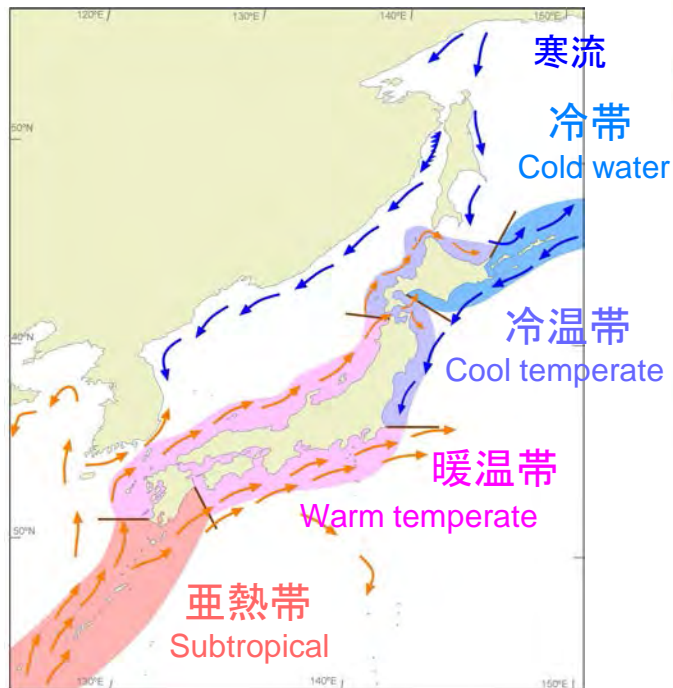 120°E
130°E
140°E
150°E
寒流
50°N
冷帯
Cold water
40°N
冷温帯
Cool temperate
暖温帯
Warm temperate
50°N
亜熱帯
Subtropical
130°E
140°E
150°E